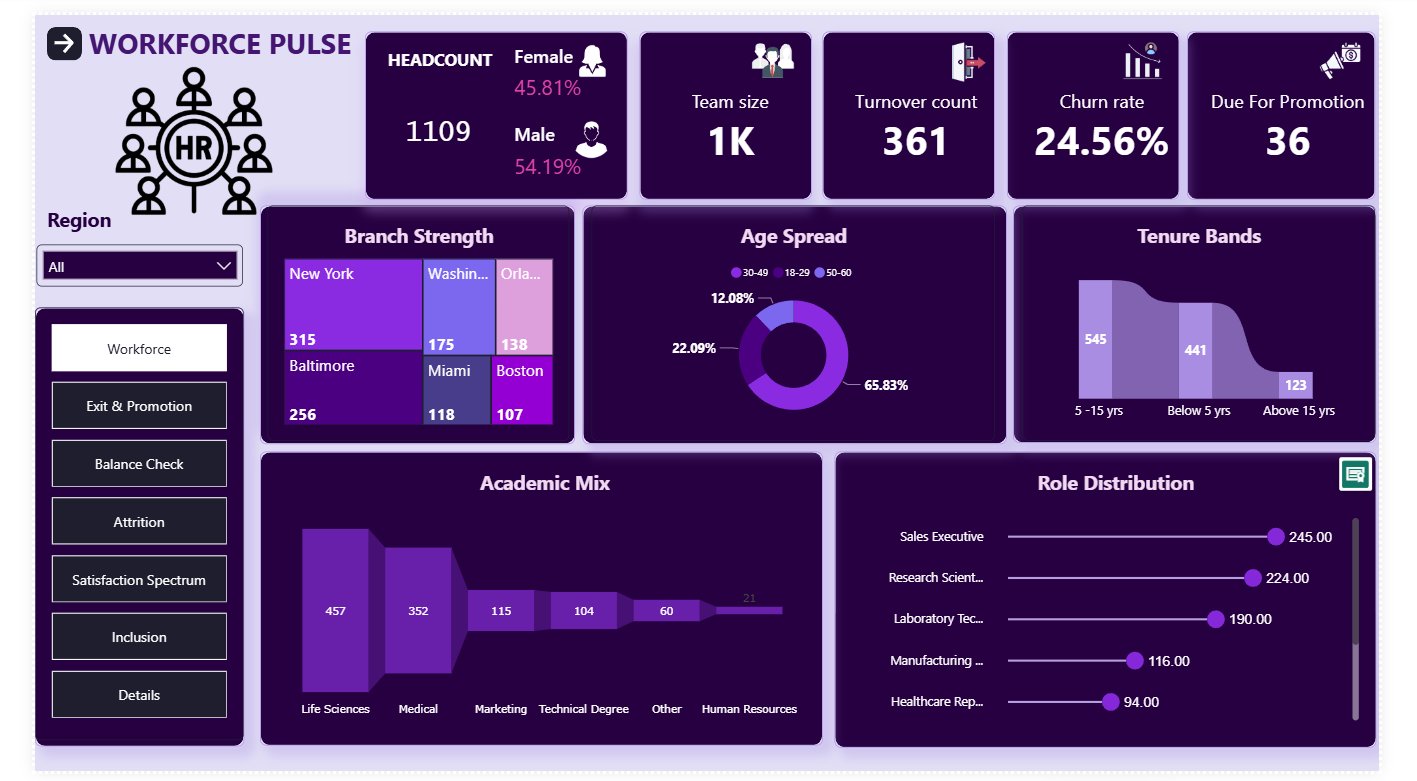 WORKFORCE PULSE
HR
HEADCOUNT
1109
Female
45.81%
Male
54.19%
Team size
1K
Turnover count
361
Churn rate
24.56%
Due For Promotion
36
Region
All
Workforce
Exit & Promotion
Balance Check
Attrition
Satisfaction Spectrum
Inclusion
Details
Branch Strength
New York
315
Baltimore
256
Washin...
175
Orla...
138
Miami
118
Boston
107
Age Spread
30-49 18-29 50-60
12.08%
22.09%
65.83%
Tenure Bands
545
441
123
5 -15 yrs Below 5 yrs Above 15 yrs
Academic Mix
457 352 115 104 60 21
Life Sciences Medical Marketing Technical Degree Other Human Resources
Role Distribution
Sales Executive 245.00
Research Scient... 224.00
Laboratory Tec... 190.00
Manufacturing ... 116.00
Healthcare Rep... 94.00